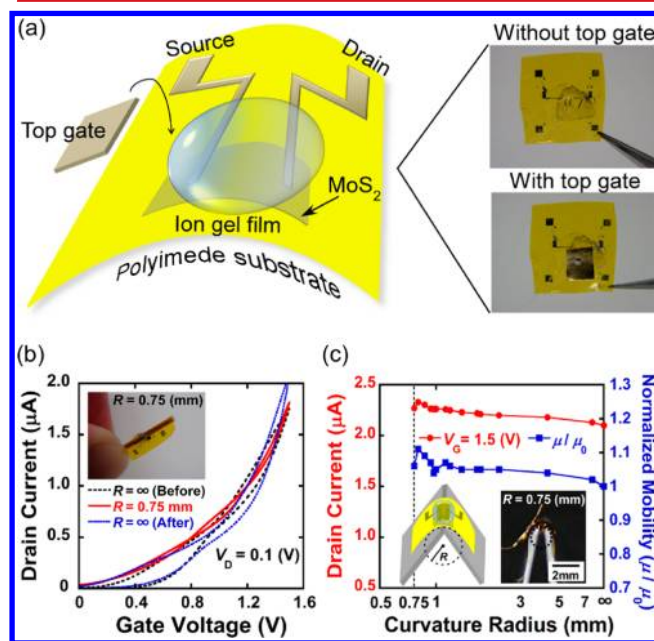 (a)
Source
Drain
Top gate
MoS2
Ion gel film
Polyimede substrate
Without top gate
With top gate
(b)
Drain Current (μA)
2.0
1.5
1.0
0.5
0
R = 0.75 (mm)
R = ∞ (Before)
R = 0.75 mm
R = ∞ (After)
VD = 0.1 (V)
0 0.4 0.8 1.2 1.6
Gate Voltage (V)
(c)
Drain Current (μA)
2.5
2.0
1.5
1.0
0.5
VG = 1.5 (V)
μ / μ0
R
R = 0.75 (mm)
2mm
1.3
1.2
1.1
1.0
0.9
0.8
0.7
Normalized Mobility (μ / μ0)
0.5 0.75 1 3 5 7 ∞
Curvature Radius (mm)